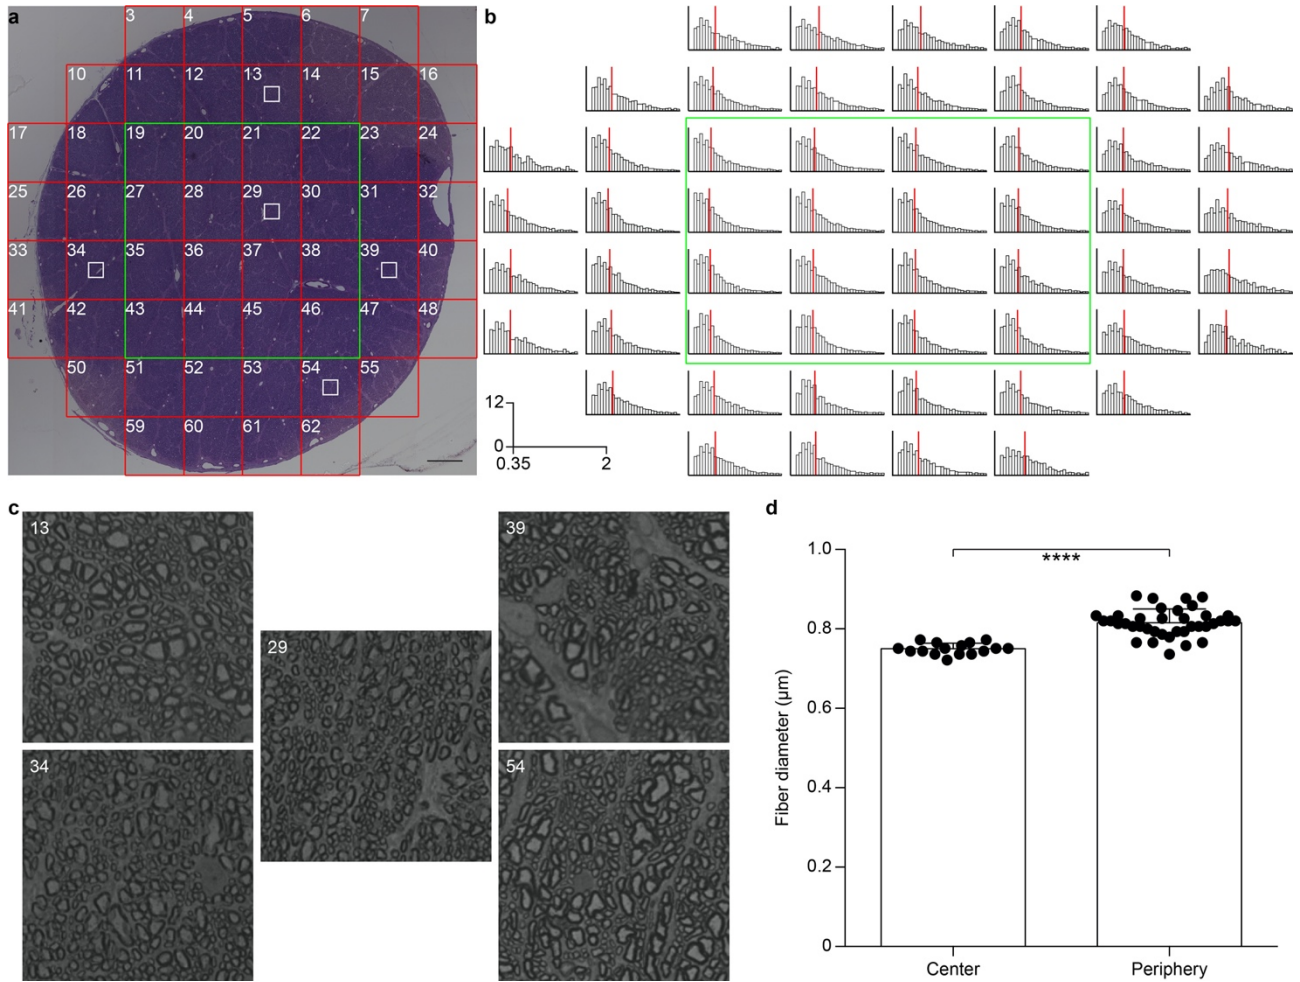 a
3 4 5 6 7
10 11 12 13 14 15 16
17 18 19 20 21 22 23 24
25 26 27 28 29 30 31 32
33 34 35 36 37 38 39 40
41 42 43 44 45 46 47 48
50 51 52 53 54 55
59 60 61 62
b
12
0
0.35 2
c
13
39
29
34
54
d
1.0
0.8
0.6
0.4
0.2
0
Fiber diameter (µm)
****
Center Periphery